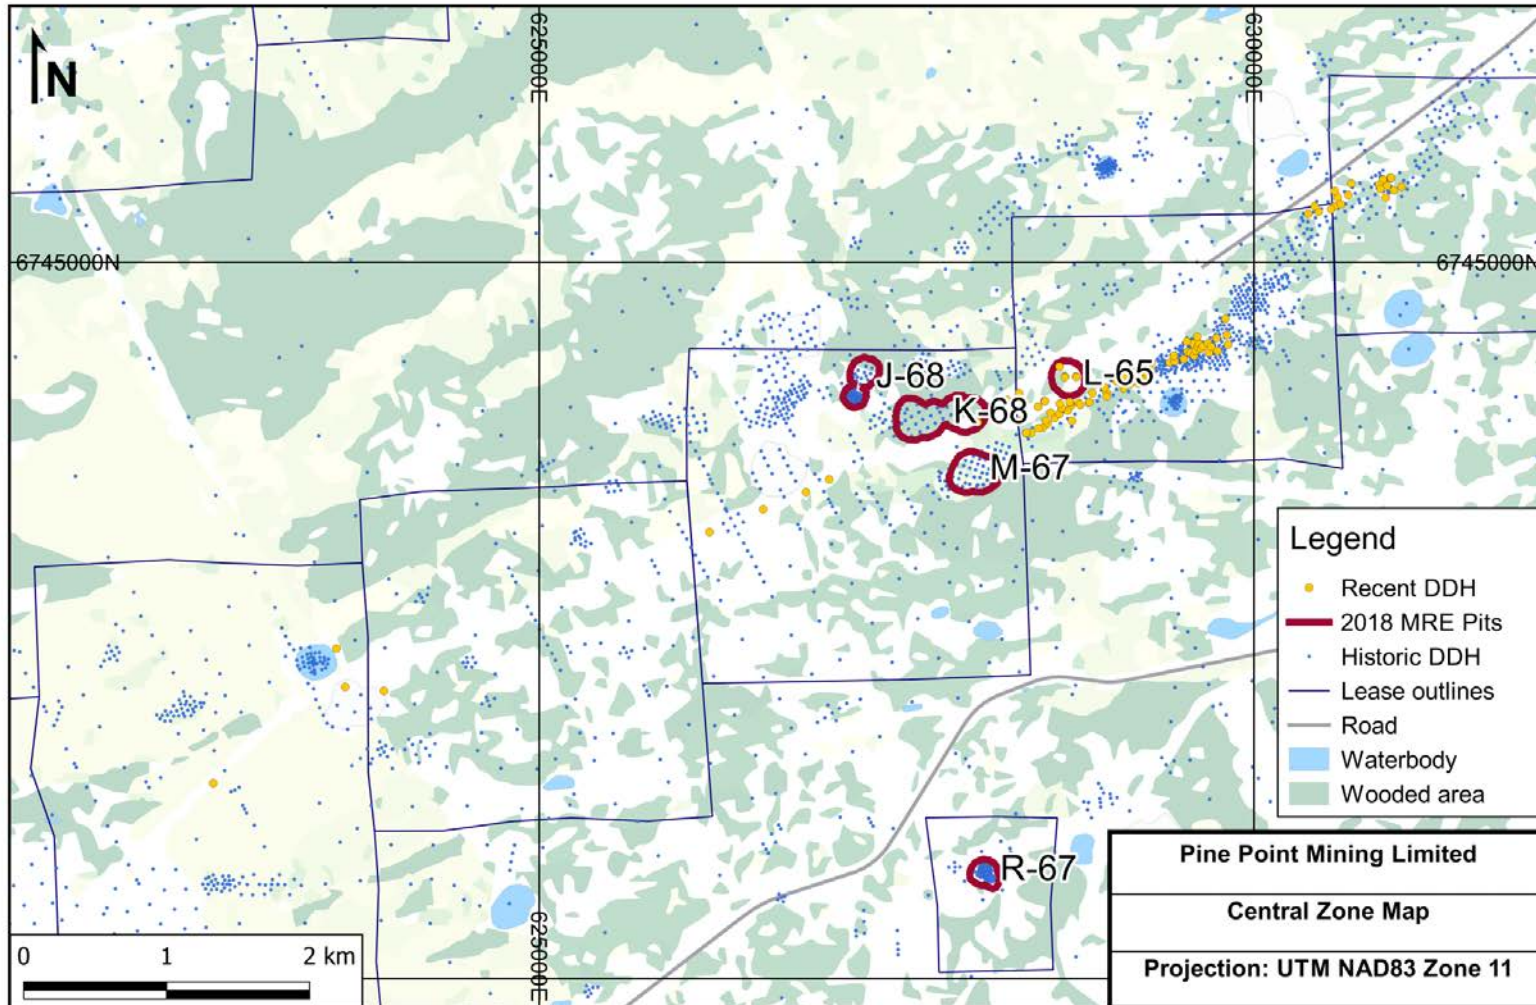 625000E
630000E
N
6745000N
6745000N
J-68
L-65
K-68
M-67
Legend
Recent DDH
2018 MRE Pits
Historic DDH
Lease outlines
Road
Waterbody
Wooded area
R-67
Pine Point Mining Limited
Central Zone Map
Projection: UTM NAD83 Zone 11
625000E
0 1 2 km